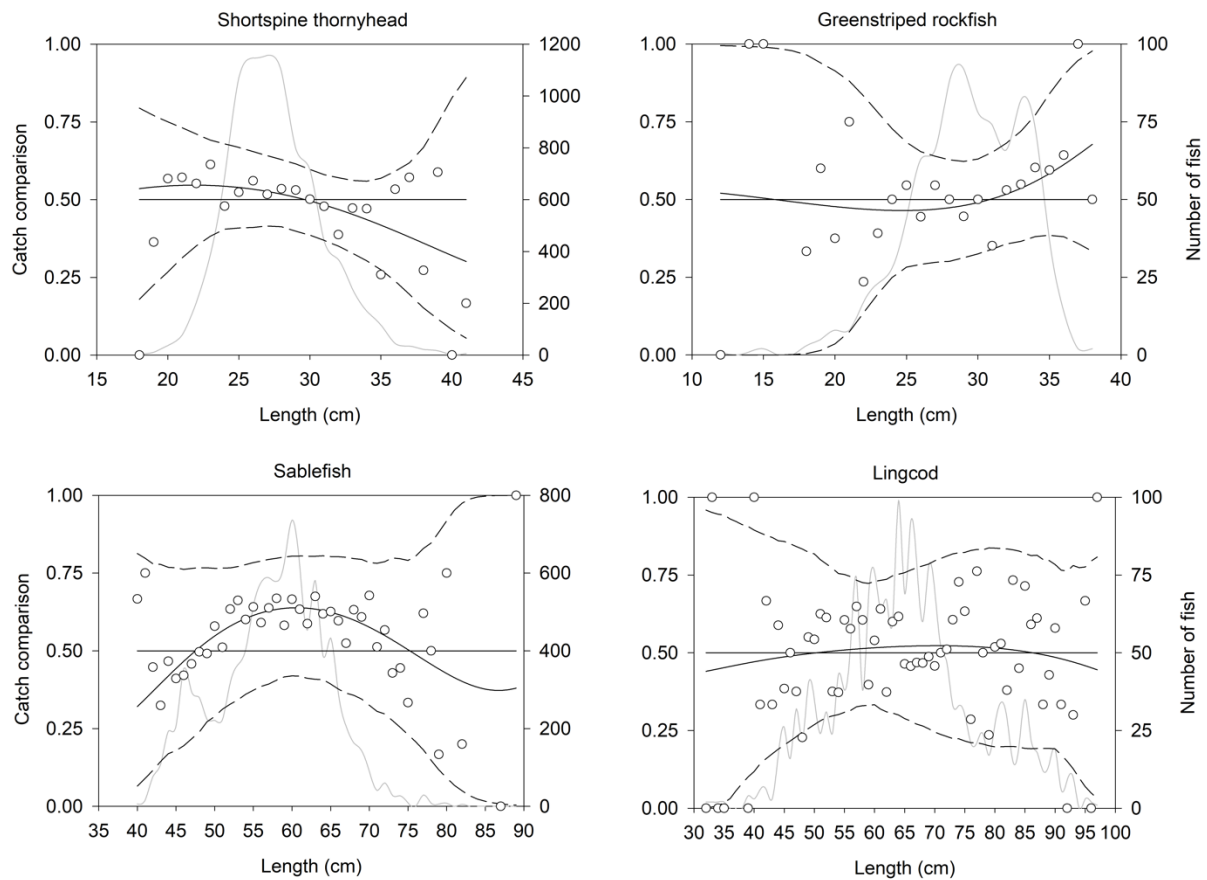 Shortspine thornyhead
1.00
0.75
0.50
0.25
0.00
Catch comparison
1200
1000
800
600
400
200
0
15 20 25 30 35 40 45
Length (cm)
Greenstriped rockfish
1.00
0.75
0.50
0.25
0.00
100
75
50
25
0
Number of fish
10 15 20 25 30 35 40
Length (cm)
Sablefish
1.00
0.75
0.50
0.25
0.00
Catch comparison
800
600
400
200
0
35 40 45 50 55 60 65 70 75 80 85 90
Length (cm)
Lingcod
1.00
0.75
0.50
0.25
0.00
100
75
50
25
0
Number of fish
30 35 40 45 50 55 60 65 70 75 80 85 90 95 100
Length (cm)